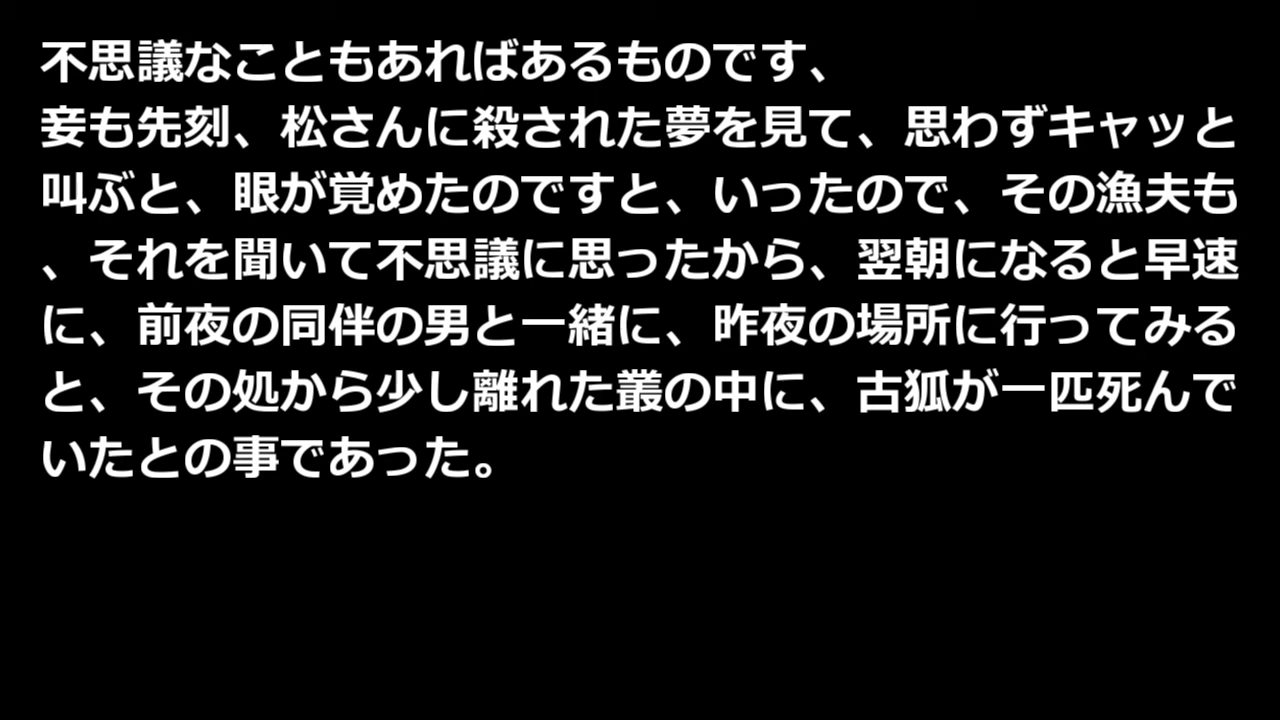 不思議なこともあればあるものです、
妾も先刻、松さんに殺された夢を見て、思わずキャッと
叫ぶと、眼が覚めたのですと、いったので、その漁夫も
、それを聞いて不思議に思ったから、翌朝になると早速
に、前夜の同伴の男と一緒に、昨夜の場所に行ってみる
と、その処から少し離れた叢の中に、古狐が一匹死んで
いたとの事であった。